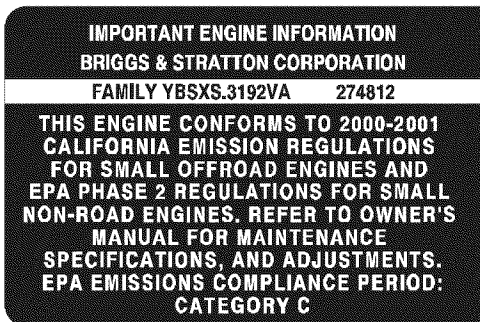 IMPORTANT ENGINE INFORMATION
BRIGGS & STRATTON CORPORATION
FAMILY YBSXS.3192VA 274812
THIS ENGINE CONFORMS TO 2000-2001
CALIFORNIA EMISSION REGULATIONS
FOR SMALL OFFROAD ENGINES AND
EPA PHASE 2 REGULATIONS FOR SMALL
NON-ROAD ENGINES. REFER TO OWNER'S
MANUAL FOR MAINTENANCE
SPECIFICATIONS, AND ADJUSTMENTS.
EPA EMISSIONS COMPLIANCE PERIOD:
CATEGORY C